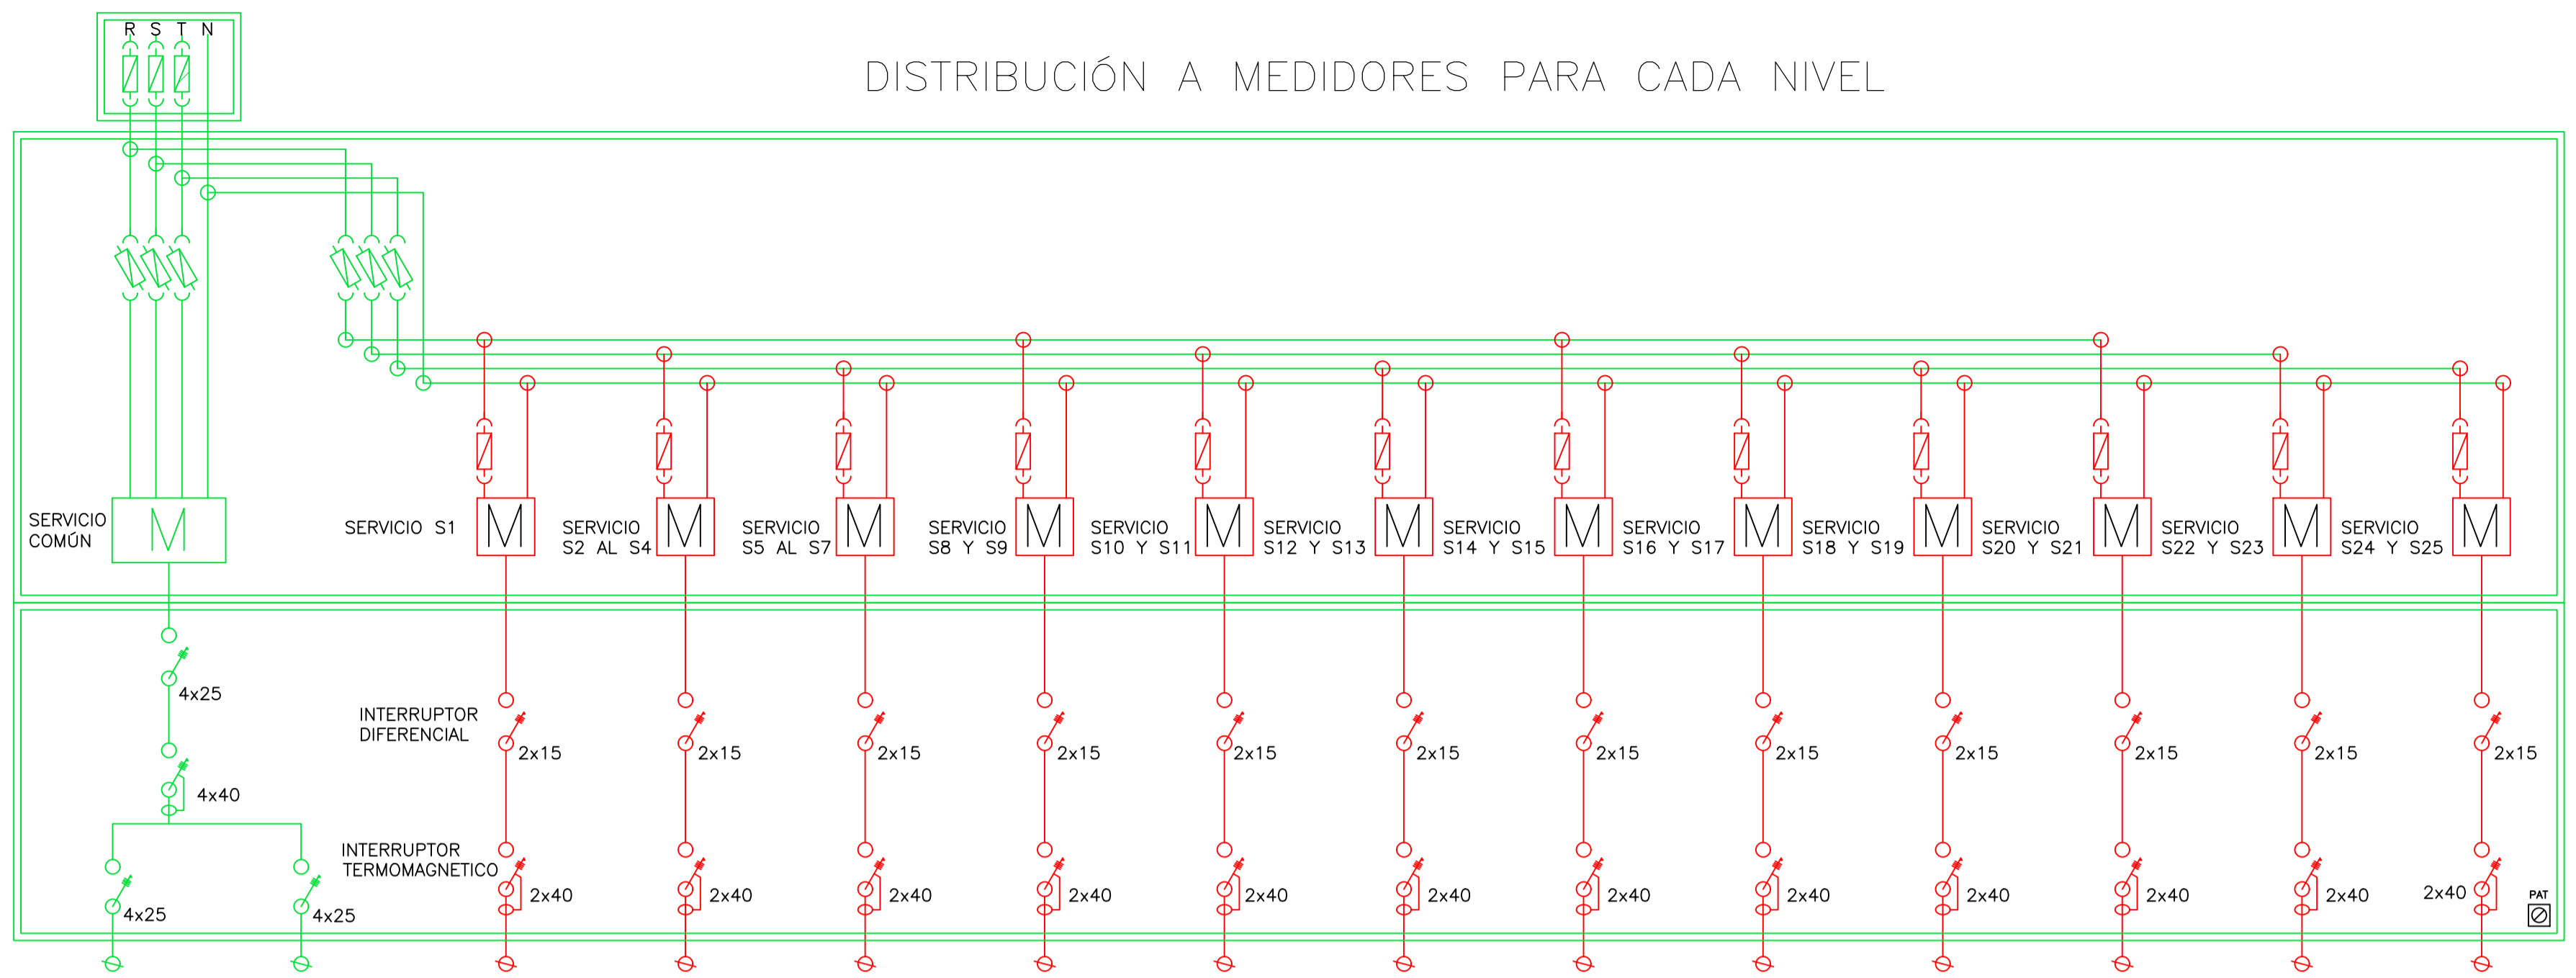 R S T N
DISTRIBUCIÓN A MEDIDORES PARA CADA NIVEL
SERVICIO
COMÚN
M
SERVICIO S1
M
SERVICIO
S2 AL S4
M
SERVICIO
S5 AL S7
M
SERVICIO
S8 Y S9
M
SERVICIO
S10 Y S11
M
SERVICIO
S12 Y S13
M
SERVICIO
S14 Y S15
M
SERVICIO
S16 Y S17
M
SERVICIO
S18 Y S19
M
SERVICIO
S20 Y S21
M
SERVICIO
S22 Y S23
M
SERVICIO
S24 Y S25
M
4x25
INTERRUPTOR
DIFERENCIAL
2x15
2x15
2x15
2x15
2x15
2x15
2x15
2x15
2x15
2x15
2x15
2x15
4x40
INTERRUPTOR
TERMOMAGNETICO
2x40
2x40
2x40
2x40
2x40
2x40
2x40
2x40
2x40
2x40
2x40
2x40
PAT
4x25
4x25